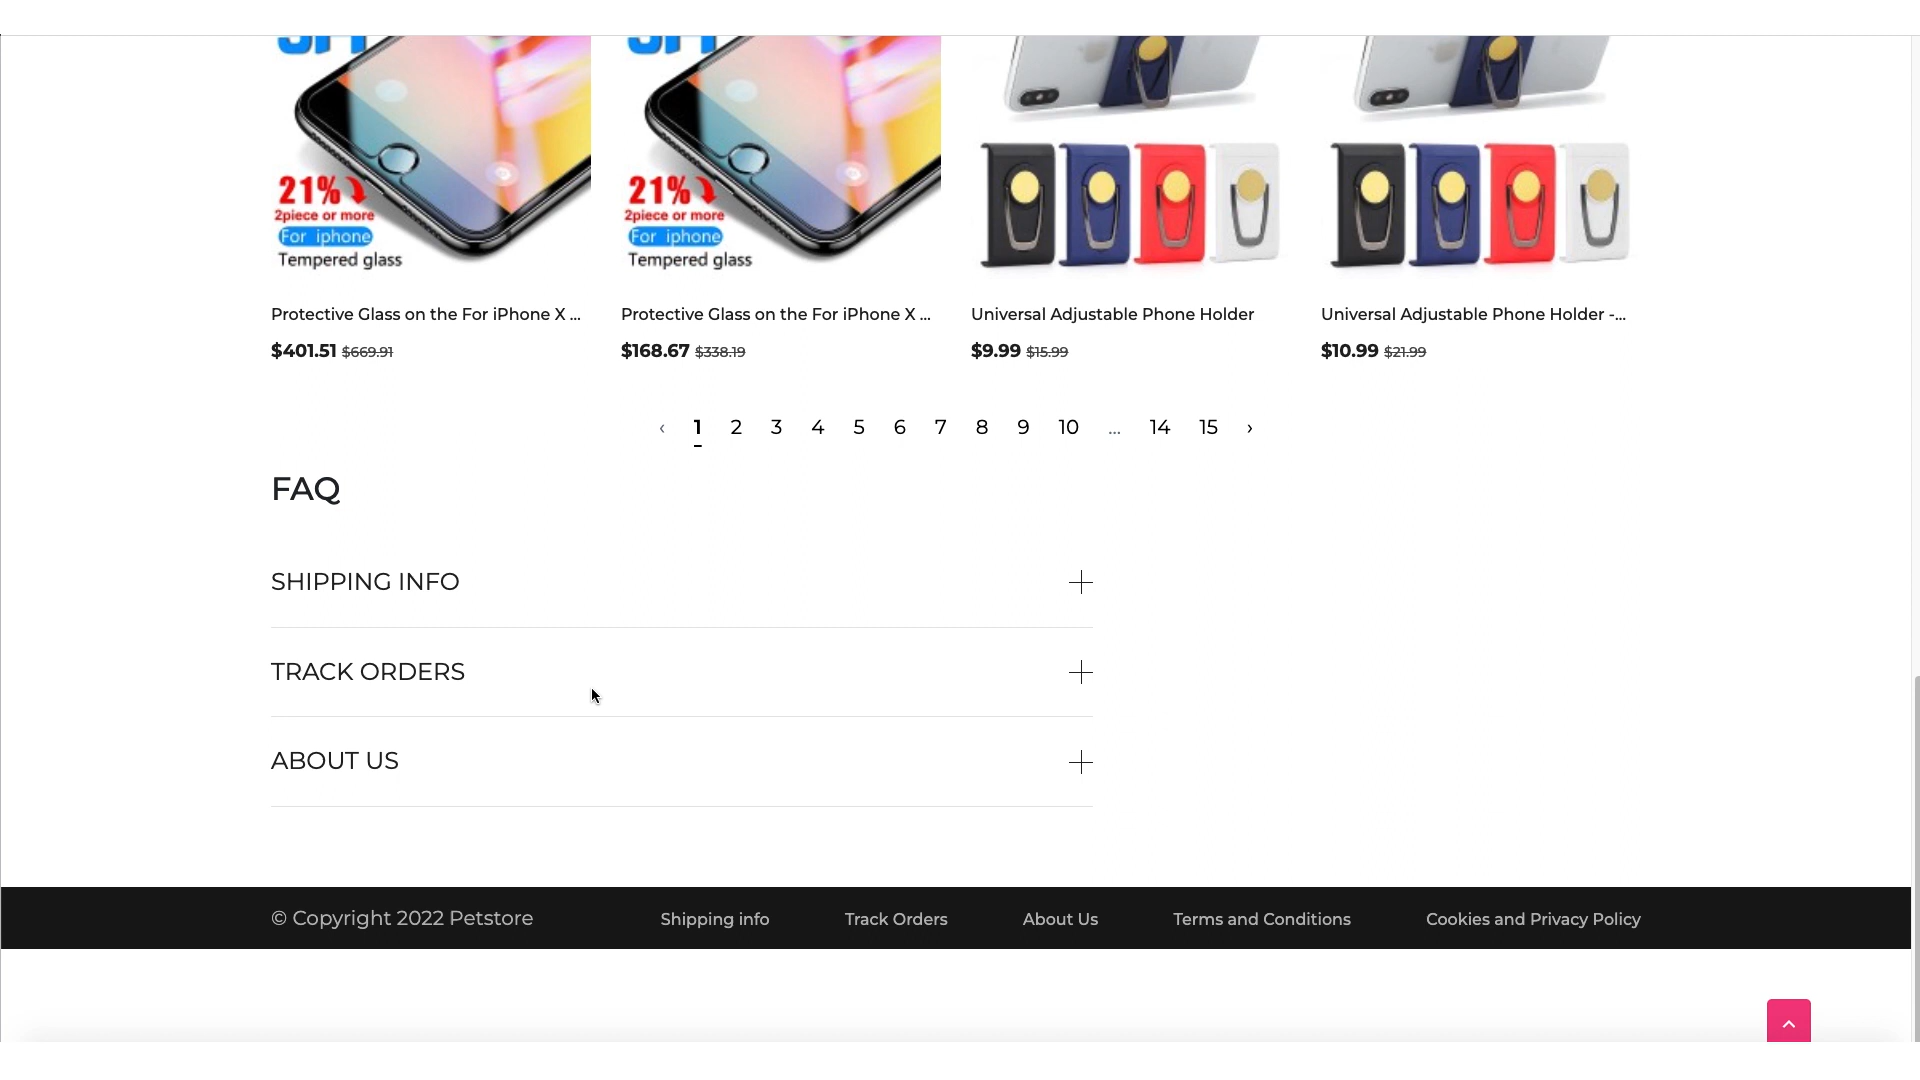 21% 21%
2piece or more 2piece or more
For iphone For iphone
Tempered glass Tempered glass
Protective Glass on the For iPhone X ... Protective Glass on the For iPhone X ... Universal Adjustable Phone Holder Universal Adjustable Phone Holder -...
$401.51 $669.91 $168.67 $338.19 $9.99 $15.99 $10.99 $21.99
‹ 1 2 3 4 5 6 7 8 9 10 ... 14 15 ›
FAQ
SHIPPING INFO
TRACK ORDERS
ABOUT US
© Copyright 2022 Petstore Shipping info Track Orders About Us Terms and Conditions Cookies and Privacy Policy